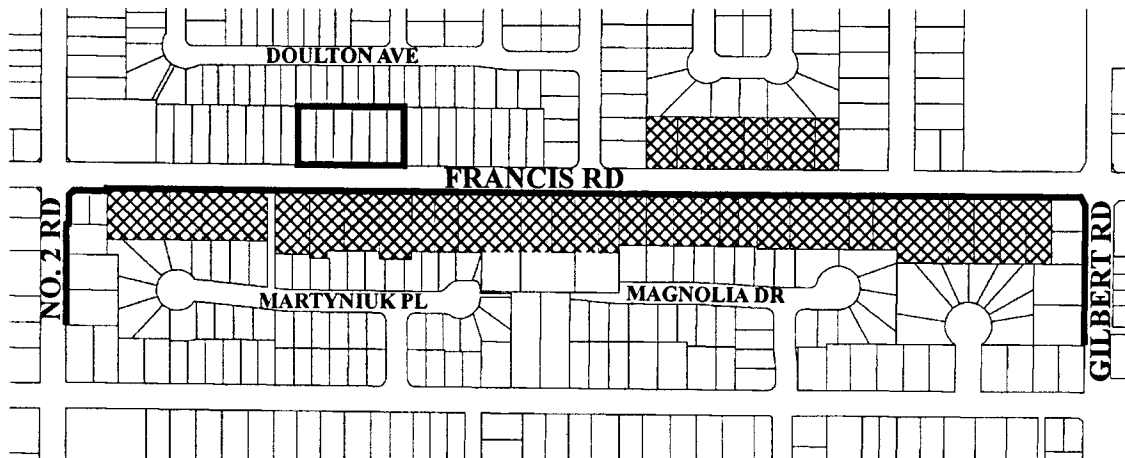 DOULTON AVE
FRANCIS RD
NO. 2 RD
MARTYNIUK PL
MAGNOLIA DR
GILBERT RD